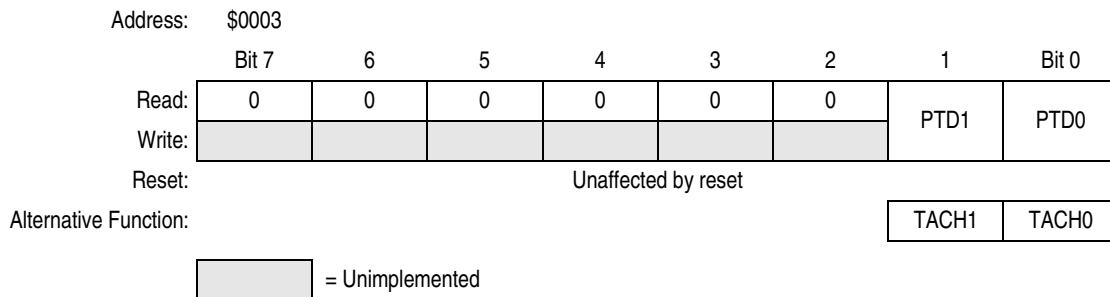 Address: $0003
Bit 7 6 5 4 3 2 1 Bit 0
Read: 0 0 0 0 0 0 PTD1 PTD0
Write:
Reset: Unaffected by reset
Alternative Function: TACH1 TACH0
= Unimplemented